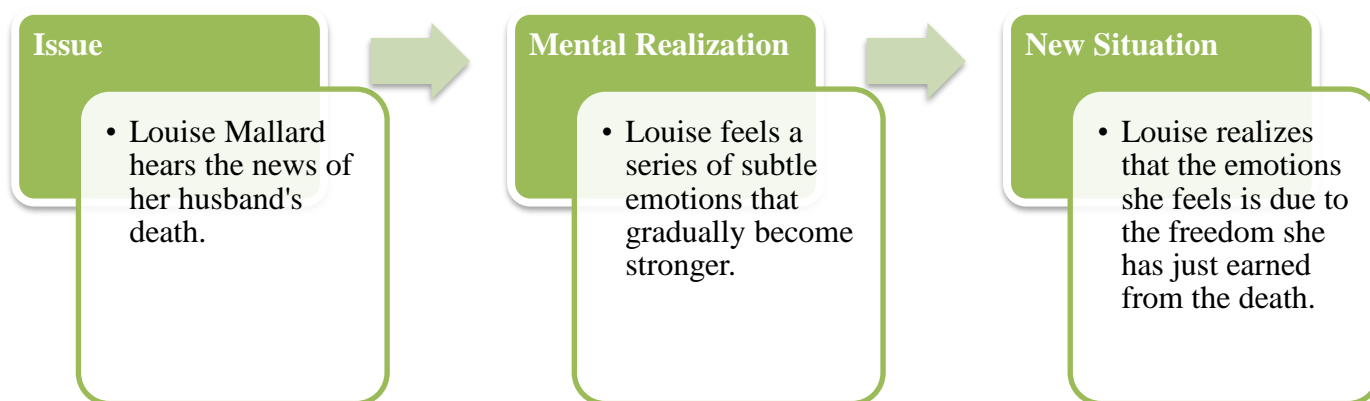 Issue
• Louise Mallard
hears the news of
her husband's
death.
Mental Realization
• Louise feels a
series of subtle
emotions that
gradually become
stronger.
New Situation
• Louise realizes
that the emotions
she feels is due to
the freedom she
has just earned
from the death.